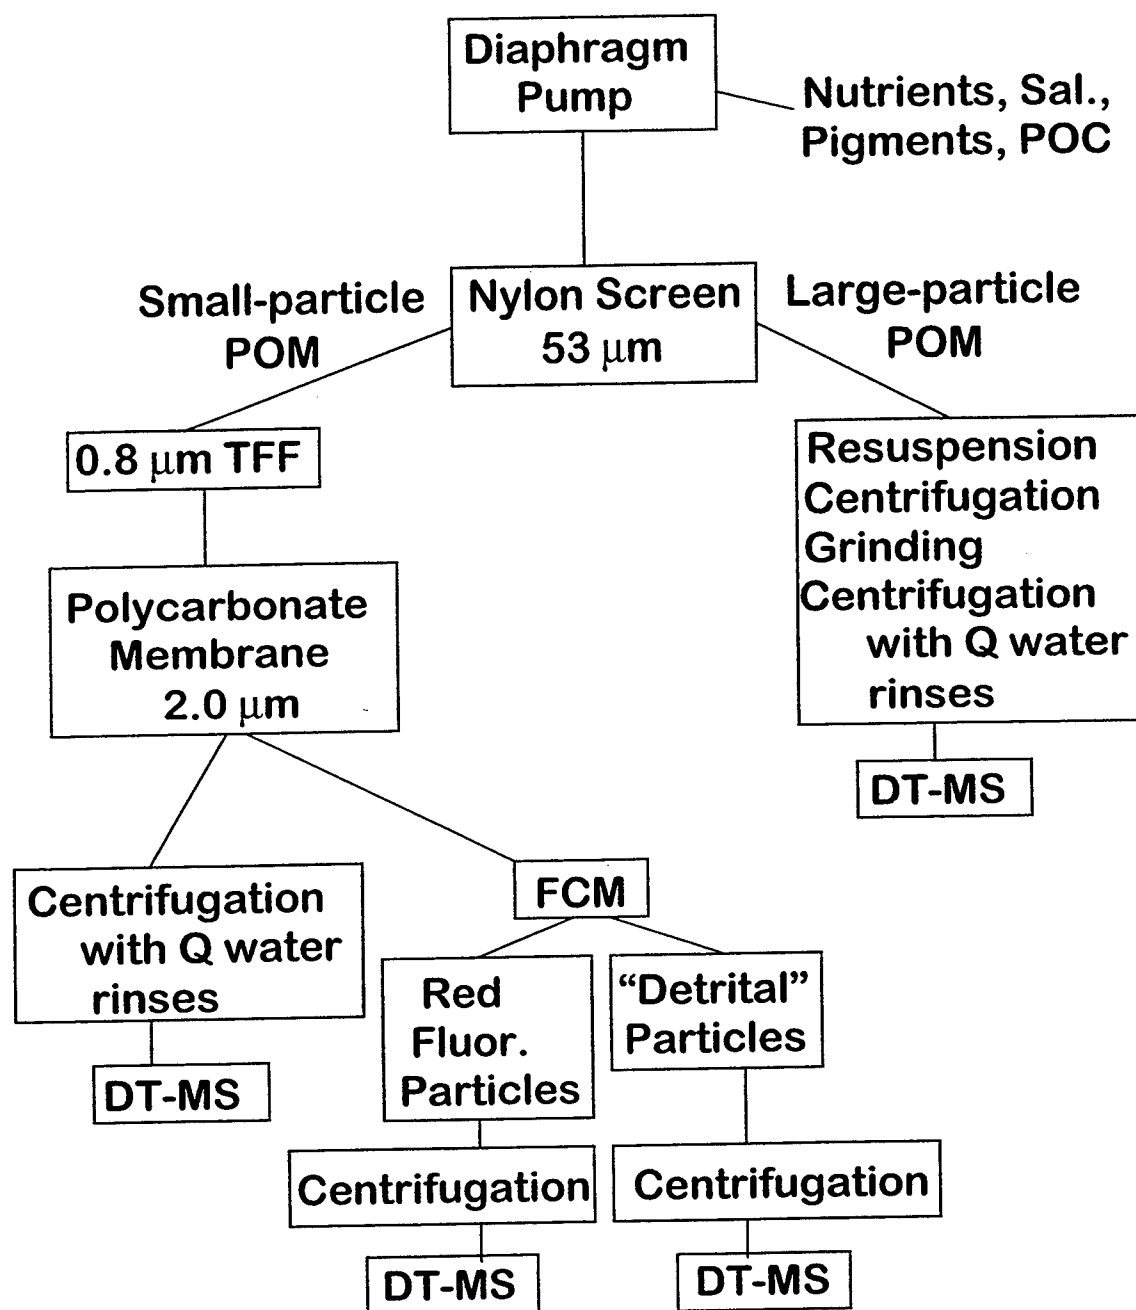 Diaphragm
Pump
Nutrients, Sal.,
Pigments, POC
Small-particle
POM
Nylon Screen
53 μm
Large-particle
POM
0.8 μm TFF
Resuspension
Centrifugation
Grinding
Centrifugation
with Q water
rinses
DT-MS
Polycarbonate
Membrane
2.0 μm
Centrifugation
with Q water
rinses
DT-MS
FCM
Red
Fluor.
Particles
“Detrital”
Particles
Centrifugation
Centrifugation
DT-MS
DT-MS